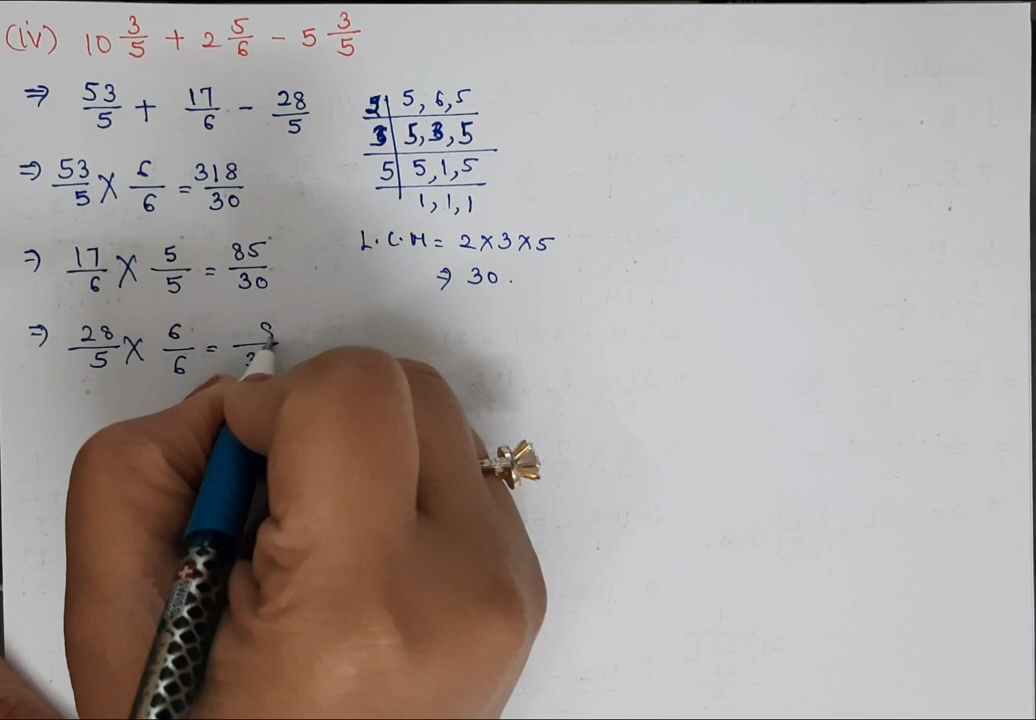 (iv) 10 3/5 + 2 5/6 - 5 3/5
⇒ 53/5 + 17/6 - 28/5
⇒ 53/5 X 6/6 = 318/30
⇒ 17/6 X 5/5 = 85/30
⇒ 28/5 X 6/6 =
2 | 5, 6, 5
3 | 5, 3, 5
5 | 5, 1, 5
1, 1, 1
L.C.M = 2 X 3 X 5
⇒ 30.